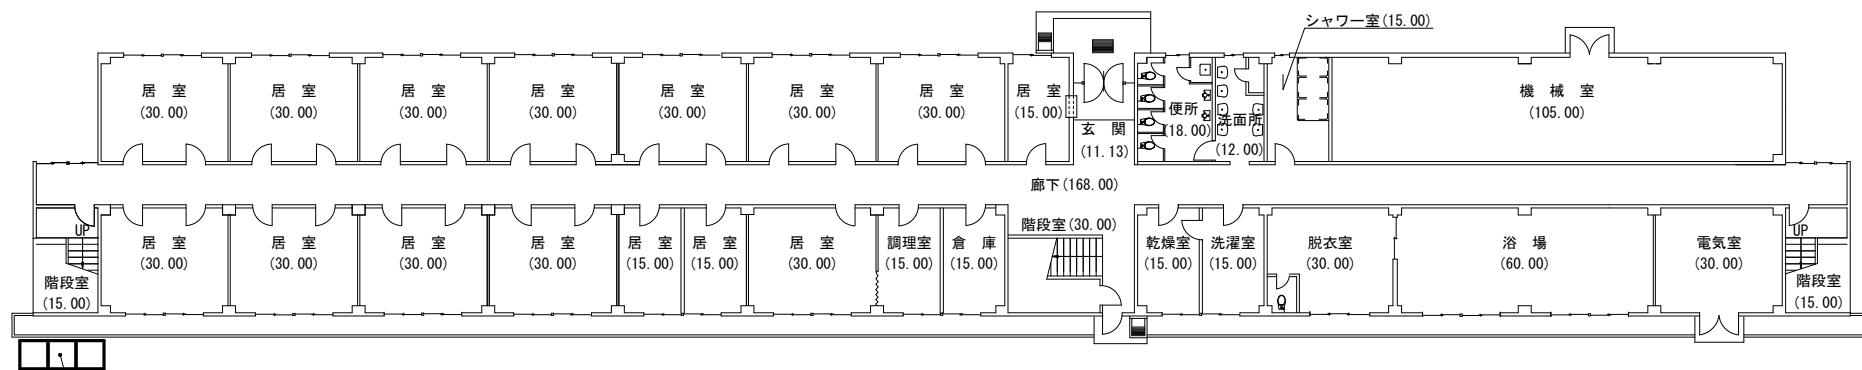 シャワー室(15.00)
居 室
(30.00)
居 室
(30.00)
居 室
(30.00)
居 室
(30.00)
居 室
(30.00)
居 室
(30.00)
居 室
(30.00)
居 室
(15.00)
玄 関
(11.13)
便所
(18.00)
洗面所
(12.00)
機 械 室
(105.00)
廊下(168.00)
UP
階段室
(15.00)
居 室
(30.00)
居 室
(30.00)
居 室
(30.00)
居 室
(30.00)
居 室
(15.00)
居 室
(15.00)
居 室
(30.00)
調理室
(15.00)
倉 庫
(15.00)
階段室(30.00)
乾燥室
(15.00)
洗濯室
(15.00)
脱衣室
(30.00)
浴 場
(60.00)
電気室
(30.00)
UP
階段室
(15.00)